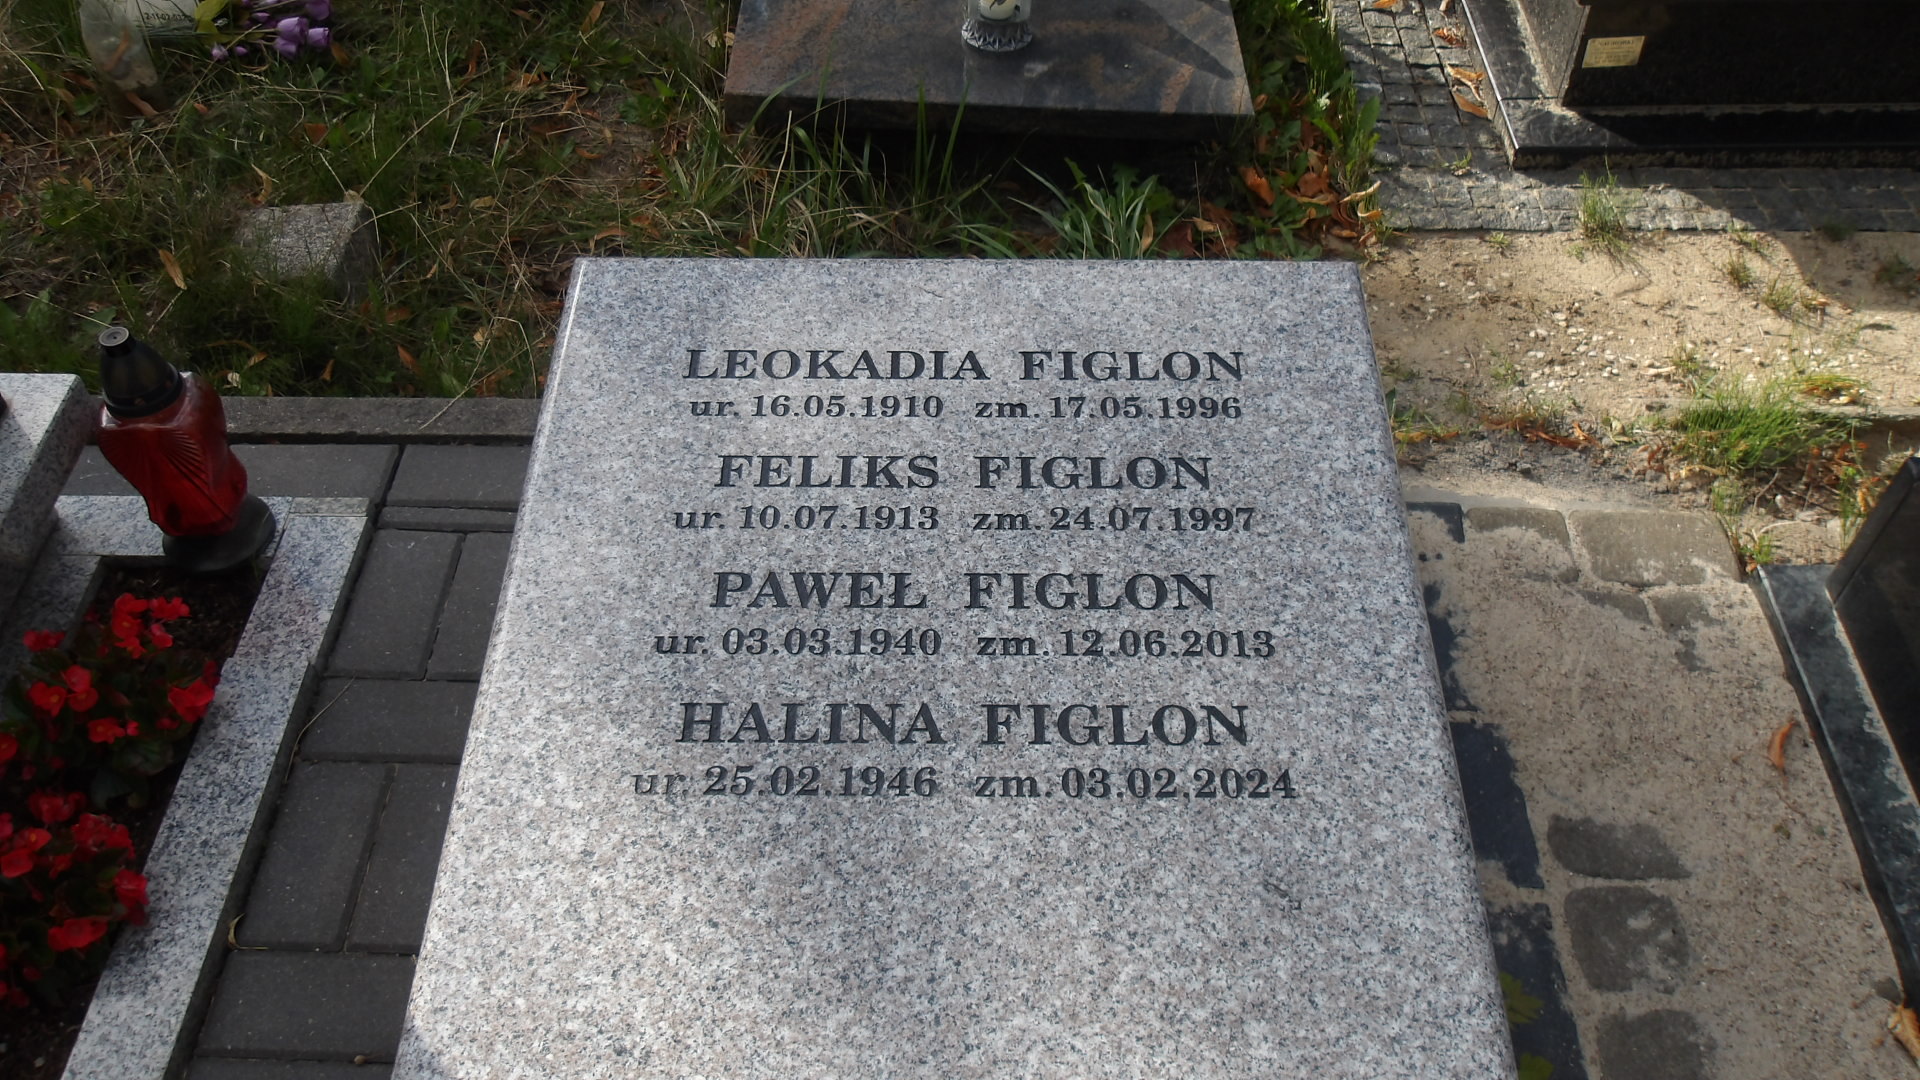 LEOKADIA FIGLON
ur. 16.05.1910 zm. 17.05.1996
FELIKS FIGLON
ur. 10.07.1913 zm. 24.07.1997
PAWEŁ FIGLON
ur. 03.03.1940 zm. 12.06.2013
HALINA FIGLON
ur. 25.02.1946 zm. 03.02.2024